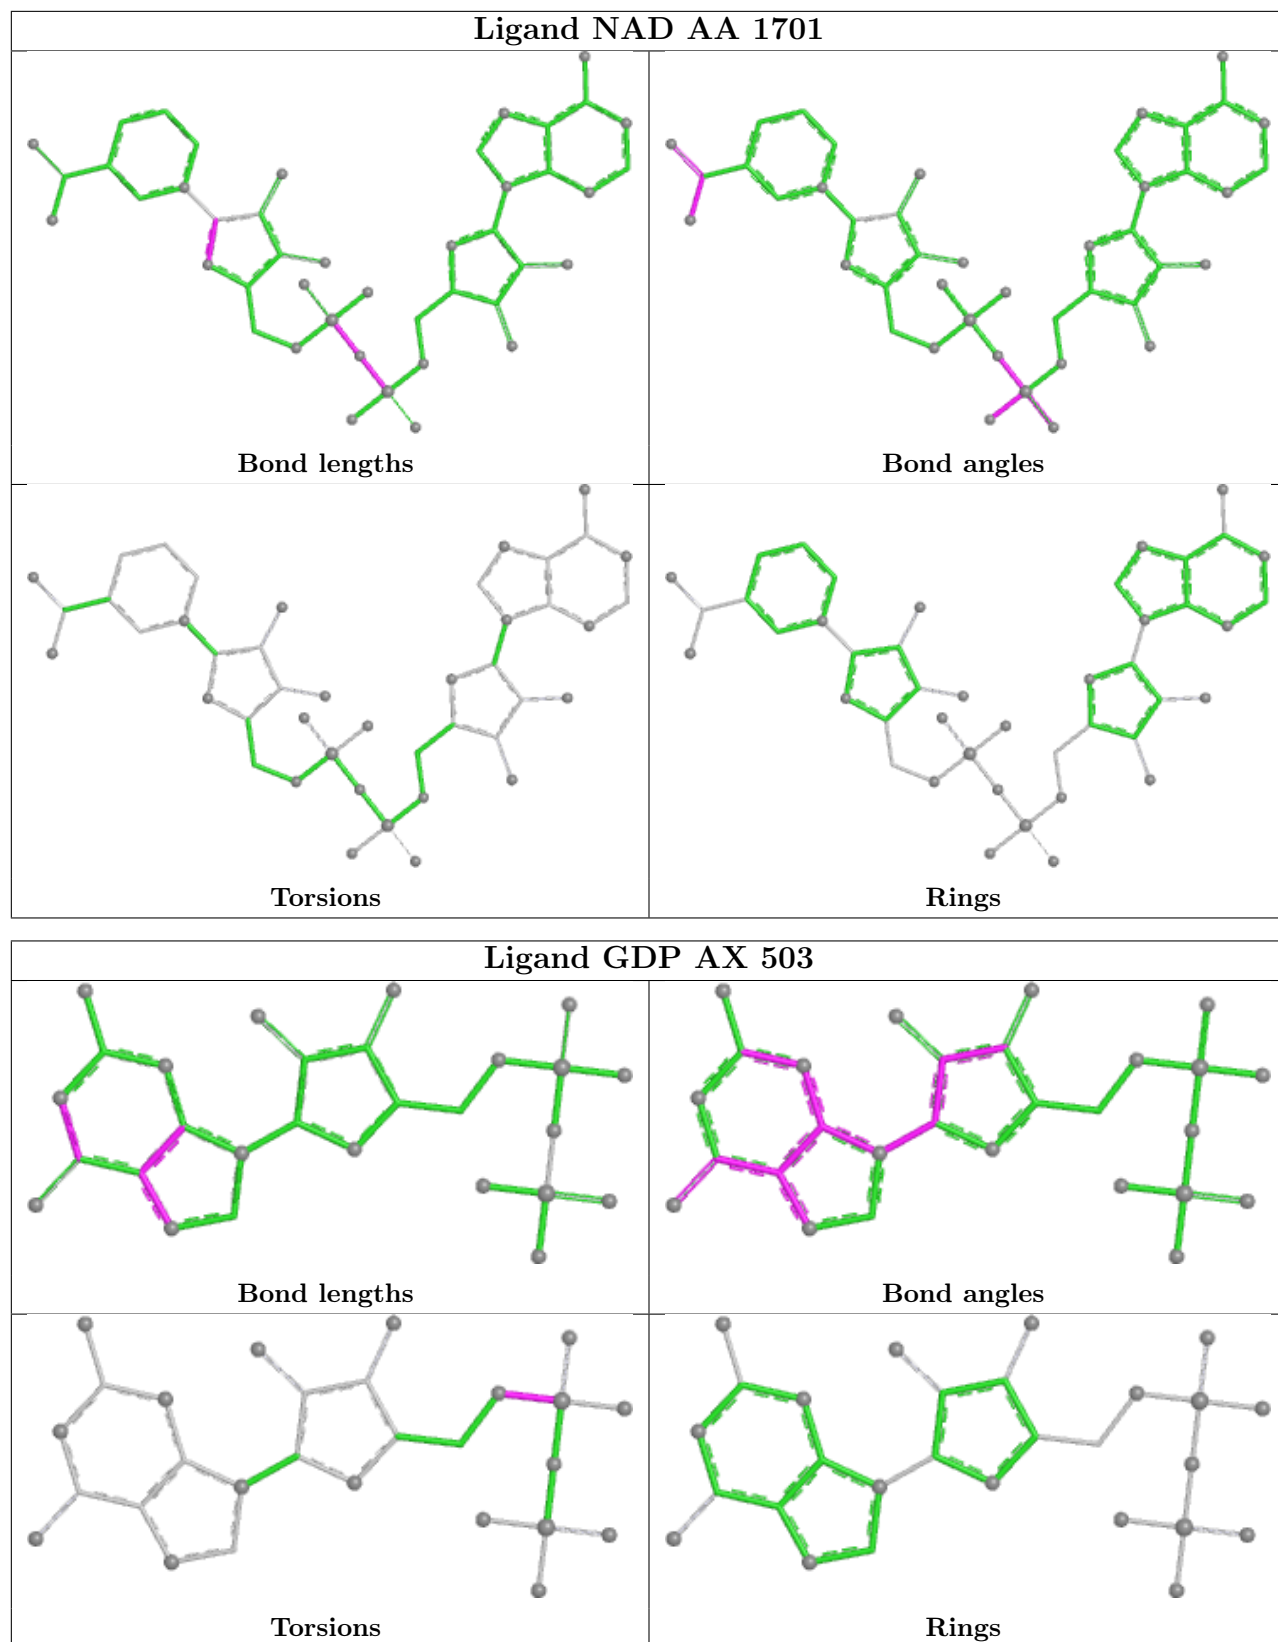 Ligand NAD AA 1701
Bond lengths
Bond angles
Torsions
Rings
Ligand GDP AX 503
Bond lengths
Bond angles
Torsions
Rings